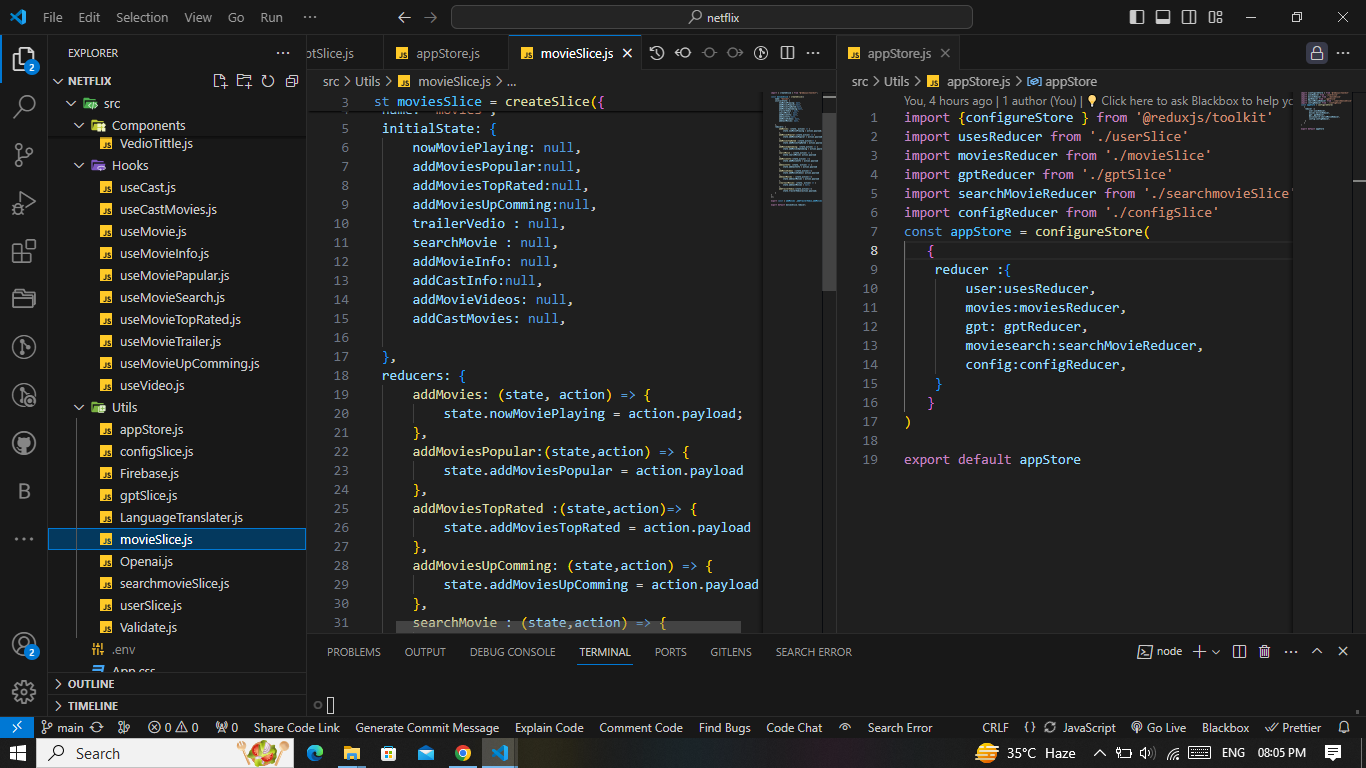 File Edit Selection View Go Run ··· netflix
EXPLORER ···
NETFLIX
src
Components
VedioTittle.js
Hooks
useCast.js
useCastMovies.js
useMovie.js
useMovieInfo.js
useMoviePapular.js
useMovieSearch.js
useMovieTopRated.js
useMovieTrailer.js
useMovieUpComming.js
useVideo.js
Utils
appStore.js
configSlice.js
Firebase.js
gptSlice.js
LanguageTranslater.js
movieSlice.js
Openai.js
searchmovieSlice.js
userSlice.js
Validate.js
.env
App.css
OUTLINE
TIMELINE
2
B
2
ptSlice.js appStore.js movieSlice.js
src > Utils > movieSlice.js > ...
3 st moviesSlice = createSlice({
5 initialState: {
6 nowMoviePlaying: null,
7 addMoviesPopular:null,
8 addMoviesTopRated:null,
9 addMoviesUpComming:null,
10 trailerVedio : null,
11 searchMovie : null,
12 addMovieInfo: null,
13 addCastInfo:null,
14 addMovieVideos: null,
15 addCastMovies: null,
16
17 },
18 reducers: {
19 addMovies: (state, action) => {
20 state.nowMoviePlaying = action.payload;
21 },
22 addMoviesPopular:(state,action) => {
23 state.addMoviesPopular = action.payload
24 },
25 addMoviesTopRated :(state,action)=> {
26 state.addMoviesTopRated = action.payload
27 },
28 addMoviesUpComming: (state,action) => {
29 state.addMoviesUpComming = action.payload
30 },
31 searchMovie : (state,action) => {
appStore.js
src > Utils > appStore.js > appStore
You, 4 hours ago | 1 author (You) | Click here to ask Blackbox to help you
1 import {configureStore } from '@reduxjs/toolkit'
2 import usesReducer from './userSlice'
3 import moviesReducer from './movieSlice'
4 import gptReducer from './gptSlice'
5 import searchMovieReducer from './searchmovieSlice'
6 import configReducer from './configSlice'
7 const appStore = configureStore(
8 {
9 reducer :{
10 user:usesReducer,
11 movies:moviesReducer,
12 gpt: gptReducer,
13 moviesearch:searchMovieReducer,
14 config:configReducer,
15 }
16 }
17 )
18
19 export default appStore
PROBLEMS OUTPUT DEBUG CONSOLE TERMINAL PORTS GITLENS SEARCH ERROR node
main 0 0 0 Share Code Link Generate Commit Message Explain Code Comment Code Find Bugs Code Chat Search Error CRLF {} JavaScript Go Live Blackbox Prettier
Search 35°C Haze ENG 08:05 PM